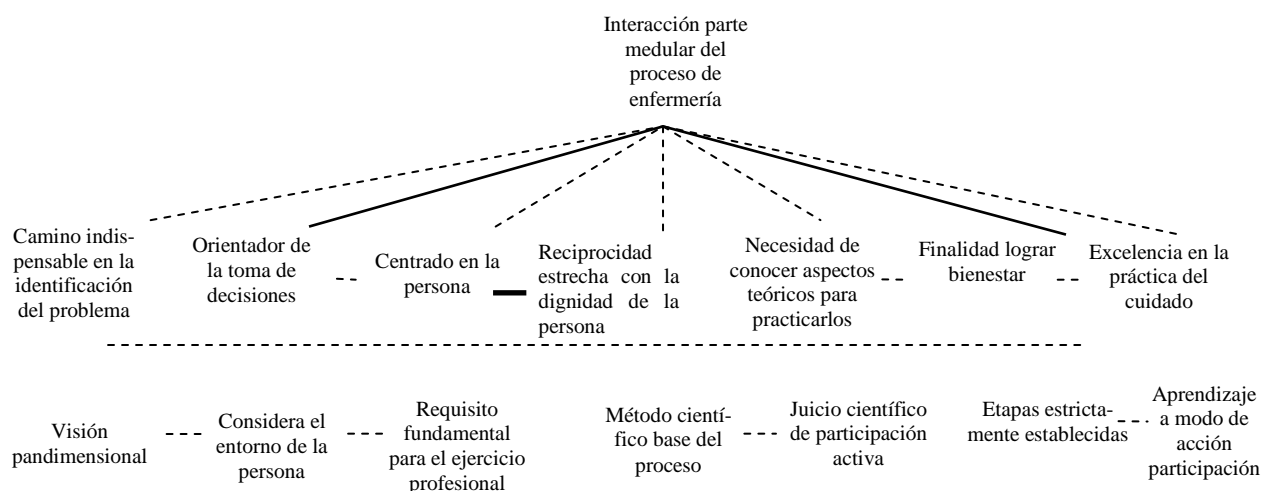 Interacción parte
medular del
proceso de
enfermería
Camino indis-
pensable en la
identificación
del problema
Orientador de
la toma de
decisiones
Centrado en la
persona
Reciprocidad
estrecha con la
dignidad de la
persona
Necesidad de
conocer aspectos
teóricos para
practicarlos
Finalidad lograr
bienestar
Excelencia en la
práctica del
cuidado
Visión
pandimensional
Considera el
entorno de la
persona
Requisito
fundamental
para el ejercicio
profesional
Método cientí-
fico base del
proceso
Juicio científico
de participación
activa
Etapas estricta-
mente establecidas
Aprendizaje
a modo de
acción
participación